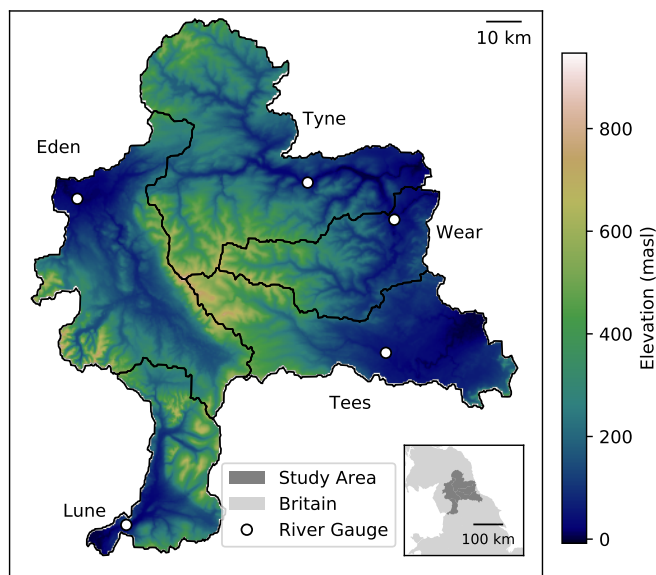 10 km
Tyne
Eden
Wear
Tees
Lune
Study Area
Britain
River Gauge
100 km
800
600
400
200
0
Elevation (masl)